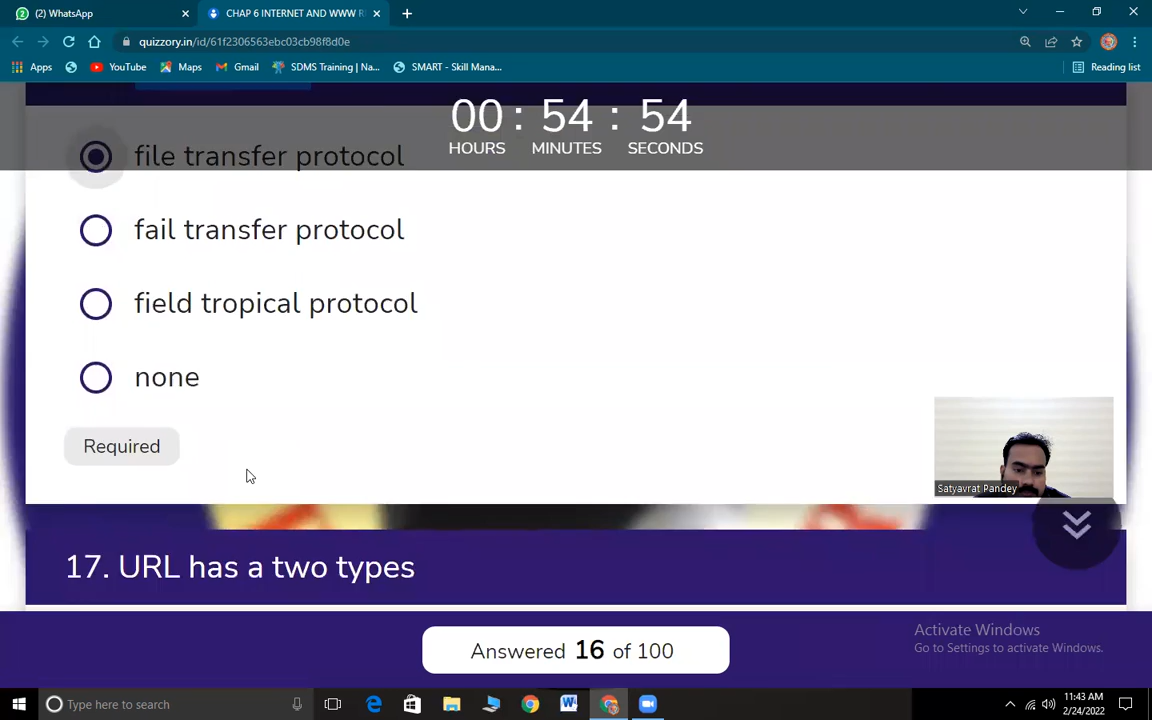 (2) WhatsApp
CHAP 6 INTERNET AND WWW R
quizzory.in/id/61f2306563ebc03cb98f8d0e
Apps
YouTube
Maps
Gmail
SDMS Training | Na...
SMART - Skill Mana...
Reading list
00 : 54 : 54
HOURS MINUTES SECONDS
file transfer protocol
fail transfer protocol
field tropical protocol
none
Required
Satyavrat Pandey
17. URL has a two types
Answered 16 of 100
Activate Windows
Go to Settings to activate Windows.
Type here to search
11:43 AM
2/24/2022